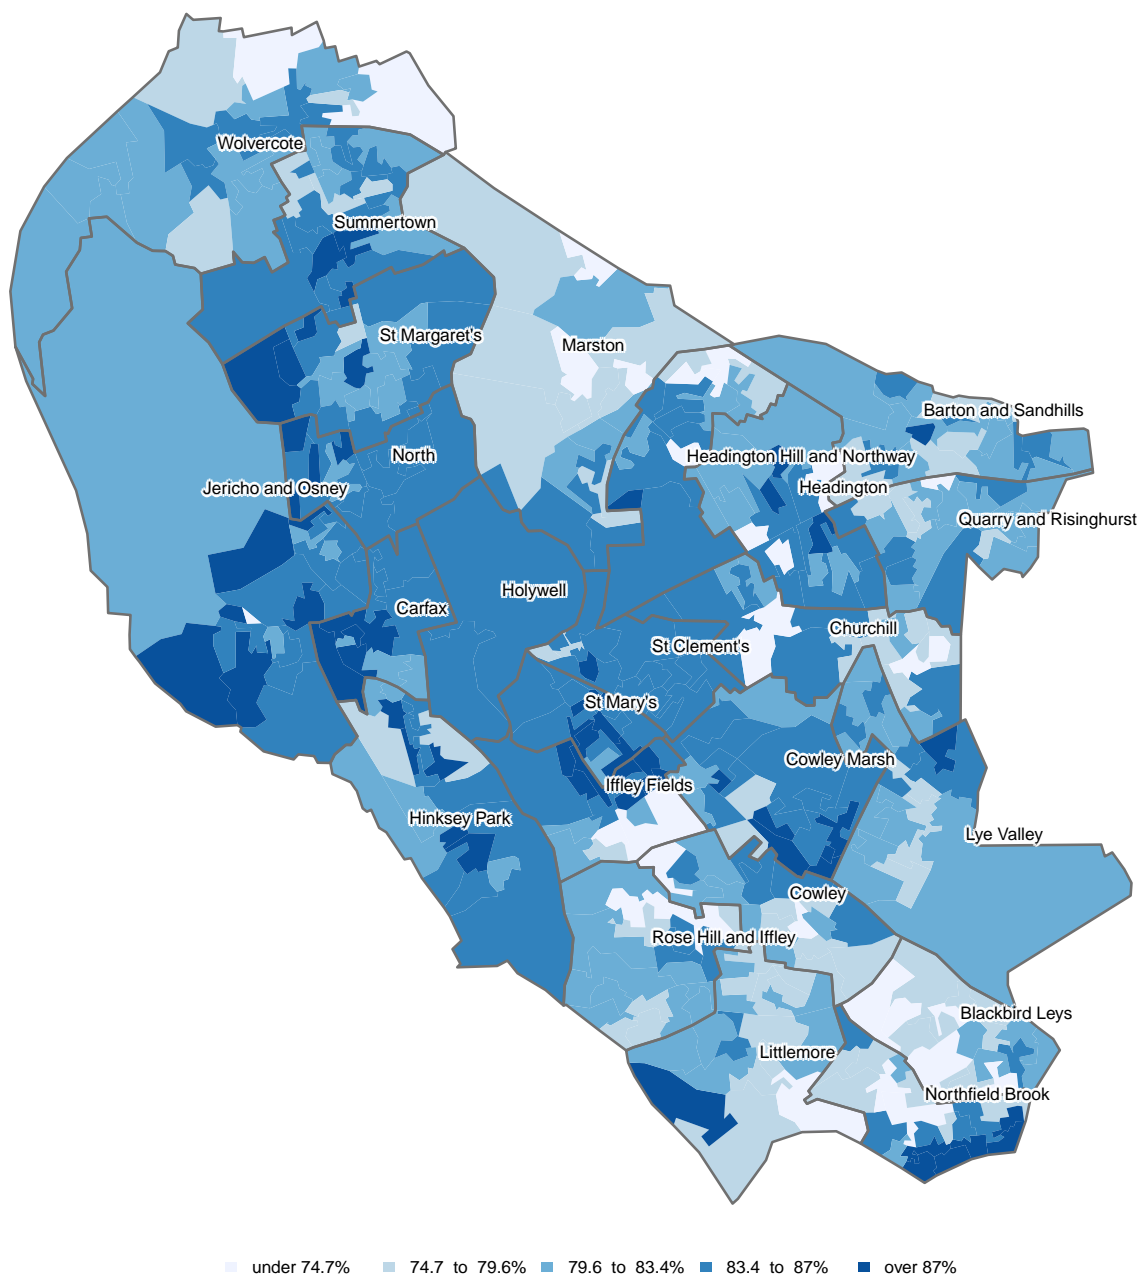 Wolvercote
Summertown
St Margaret's
Marston
Barton and Sandhills
North
Headington Hill and Northway
Jericho and Osney
Headington
Quarry and Risinghurst
Holywell
Carfax
Churchill
St Clement's
St Mary's
Cowley Marsh
Iffley Fields
Hinksey Park
Lye Valley
Cowley
Rose Hill and Iffley
Blackbird Leys
Littlemore
Northfield Brook
under 74.7% 74.7 to 79.6% 79.6 to 83.4% 83.4 to 87% over 87%